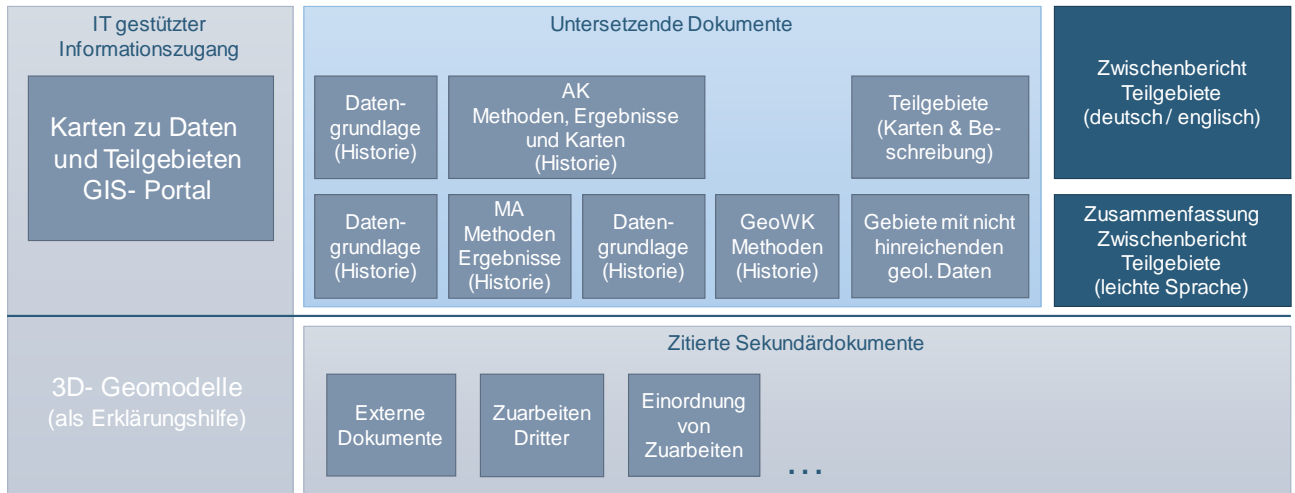 IT gestützter
Informationszugang
Karten zu Daten
und Teilgebieten
GIS- Portal
3D- Geomodelle
(als Erklärungshilfe)
Untersetzende Dokumente
Daten-
grundlage
(Historie)
AK
Methoden, Ergebnisse
und Karten
(Historie)
Teilgebiete
(Karten & Be-
schreibung)
Daten-
grundlage
(Historie)
MA
Methoden
Ergebnisse
(Historie)
Daten-
grundlage
(Historie)
GeoWK
Methoden
(Historie)
Gebiete mit nicht
hinreichenden
geol. Daten
Zwischenbericht
Teilgebiete
(deutsch / englisch)
Zusammenfassung
Zwischenbericht
Teilgebiete
(leichte Sprache)
Zitierte Sekundärdokumente
Externe
Dokumente
Zuarbeiten
Dritter
Einordnung
von
Zuarbeiten
...